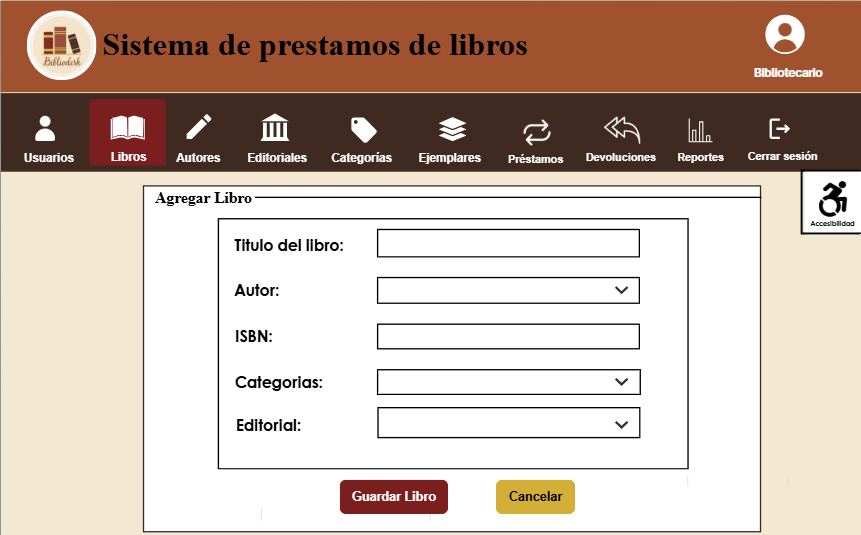 Bibliodesk
Sistema de prestamos de libros
Bibliotecario
Usuarios
Libros
Autores
Editoriales
Categorías
Ejemplares
Préstamos
Devoluciones
Reportes
Cerrar sesión
Accesibilidad
Agregar Libro
Titulo del libro:
Autor:
ISBN:
Categorias:
Editorial:
Guardar Libro
Cancelar